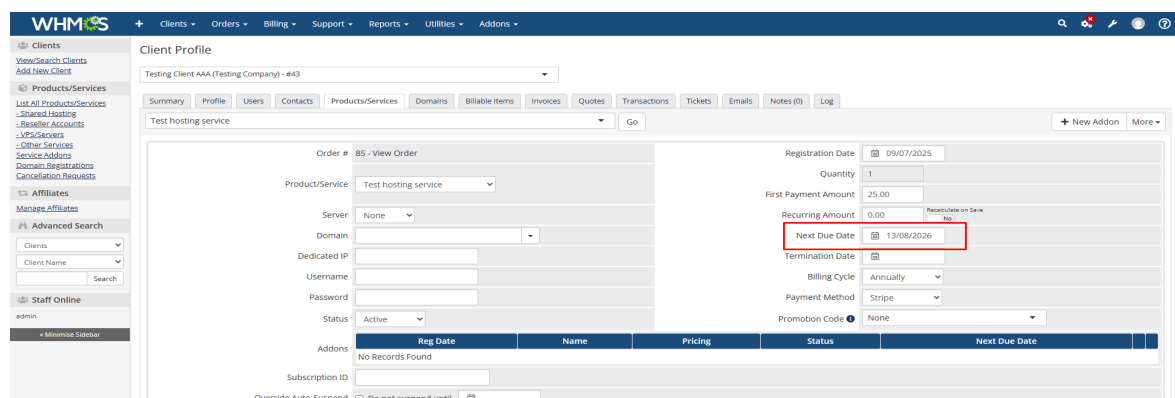 WHMCS + Clients Orders Billing Support Reports Utilities Addons
Clients
View/Search Clients
Add New Client
Products/Services
List All Products/Services
- Shared Hosting
- Reseller Accounts
- VPS/Servers
- Other Services
Service Addons
Domain Registrations
Cancellation Requests
Affiliates
Manage Affiliates
Advanced Search
Clients
Client Name
Search
Staff Online
admin
« Minimise Sidebar
Client Profile
Testing Client AAA (Testing Company) - #43
Summary Profile Users Contacts Products/Services Domains Billable Items Invoices Quotes Transactions Tickets Emails Notes (0) Log
Test hosting service Go + New Addon More
Order # 85 - View Order
Product/Service Test hosting service
Server None
Domain
Dedicated IP
Username
Password
Status Active
Registration Date 09/07/2025
Quantity 1
First Payment Amount 25.00
Recurring Amount 0.00 Recalculate on Save No
Next Due Date 13/08/2026
Termination Date
Billing Cycle Annually
Payment Method Stripe
Promotion Code None
Addons Reg Date Name Pricing Status Next Due Date
No Records Found
Subscription ID
Override Auto-Suspend Do not suspend until